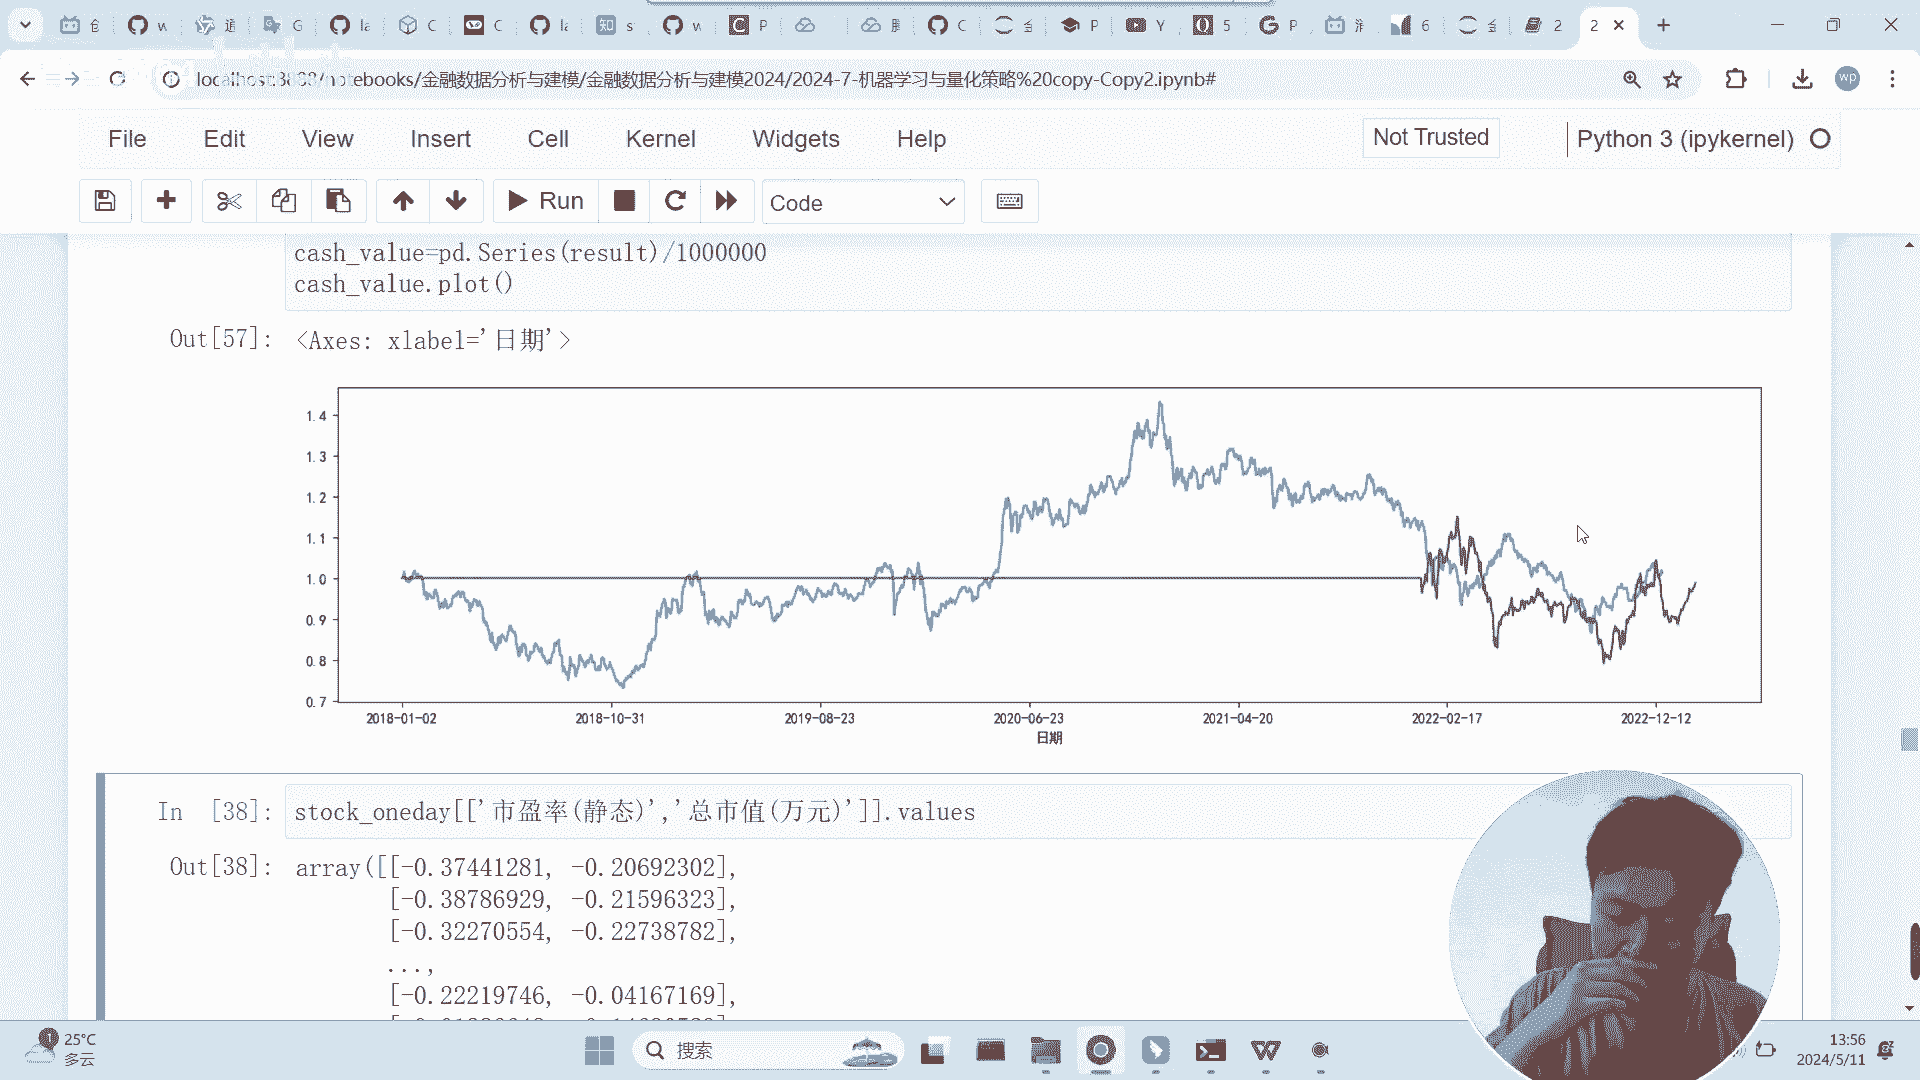 localhost:3888/notebooks/金融数据分析与建模/金融数据分析与建模2024/2024-7-机器学习与量化策略%20copy-Copy2.ipynb#
wp
File Edit View Insert Cell Kernel Widgets Help
Not Trusted
Python 3 (ipykernel)
Run
Code
cash_value=pd.Series(result)/1000000
cash_value.plot()
Out[57]: <Axes: xlabel='日期'>
1.4
1.3
1.2
1.1
1.0
0.9
0.8
0.7
2018-01-02 2018-10-31 2019-08-23 2020-06-23 2021-04-20 2022-02-17 2022-12-12
日期
In [38]: stock_oneday[['市盈率(静态)','总市值(万元)']].values
Out[38]: array([[-0.37441281, -0.20692302],
[-0.38786929, -0.21596323],
[-0.32270554, -0.22738782],
...,
[-0.22219746, -0.04167169],
25°C
多云
搜索
13:56
2024/5/11